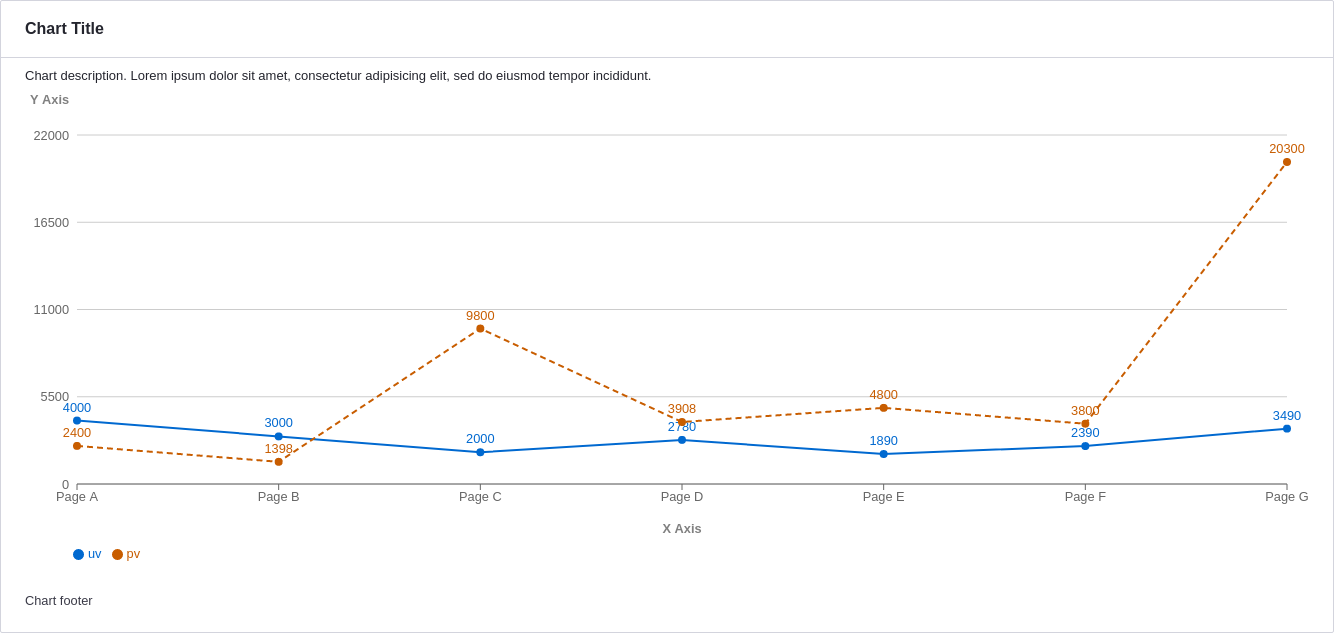 Chart Title
Chart description. Lorem ipsum dolor sit amet, consectetur adipisicing elit, sed do eiusmod tempor incididunt.
Y Axis
22000
20300
16500
11000
9800
5500
4800
4000
3908
3800
3490
3000
2780
2400
2390
2000
1890
1398
0
Page A Page B Page C Page D Page E Page F Page G
X Axis
uv pv
Chart footer